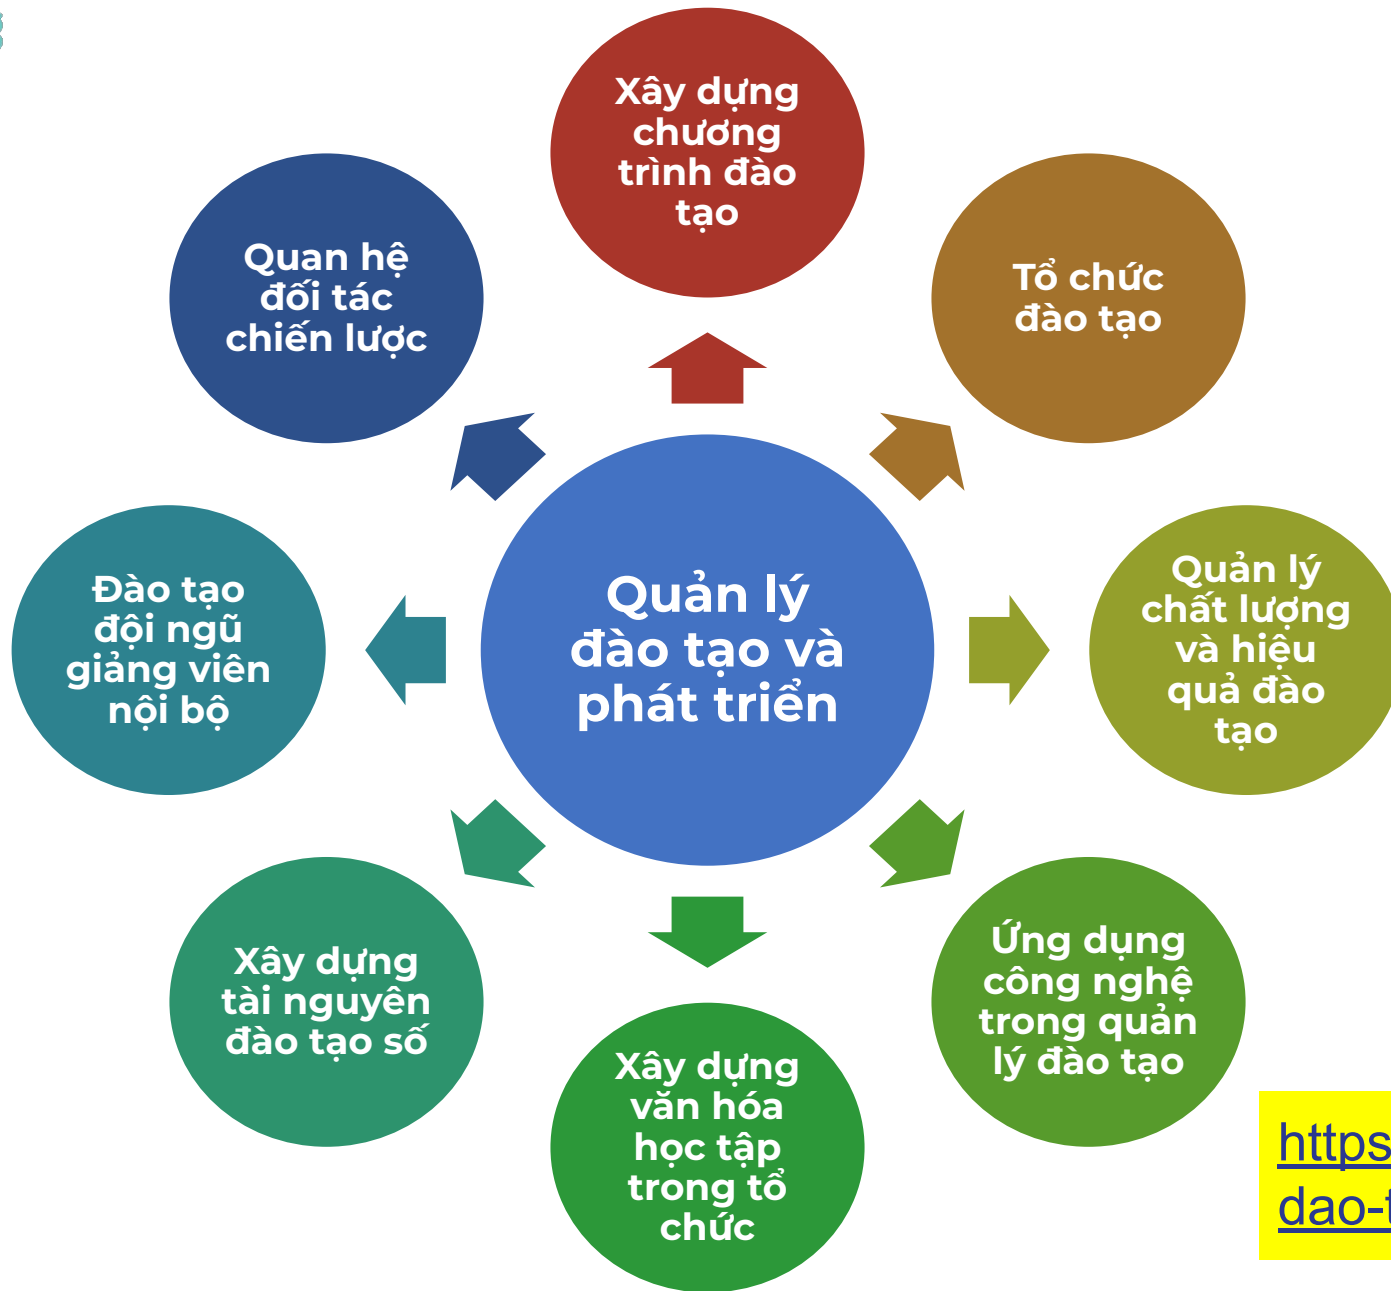 Xây dựng
chương
trình đào
tạo
Tổ chức
đào tạo
Quản lý
chất lượng
và hiệu
quả đào
tạo
Ứng dụng
công nghệ
trong quản
lý đào tạo
Xây dựng
văn hóa
học tập
trong tổ
chức
Xây dựng
tài nguyên
đào tạo số
Đào tạo
đội ngũ
giảng viên
nội bộ
Quan hệ
đối tác
chiến lược
Quản lý
đào tạo và
phát triển
https
dao-t